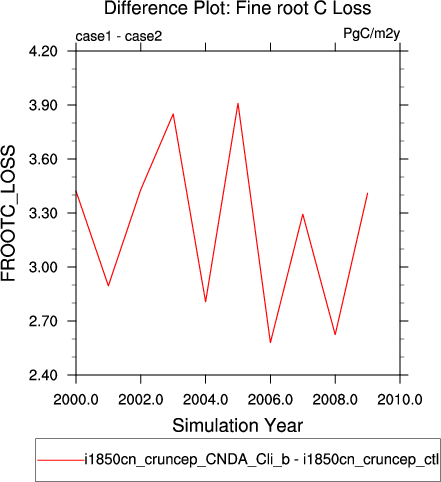 Difference Plot: Fine root C Loss
case1 - case2
PgC/m2y
4.20
3.90
3.60
3.30
3.00
2.70
2.40
FROOTC_LOSS
2000.0 2002.0 2004.0 2006.0 2008.0 2010.0
Simulation Year
i1850cn_cruncep_CNDA_Cli_b - i1850cn_cruncep_ctl